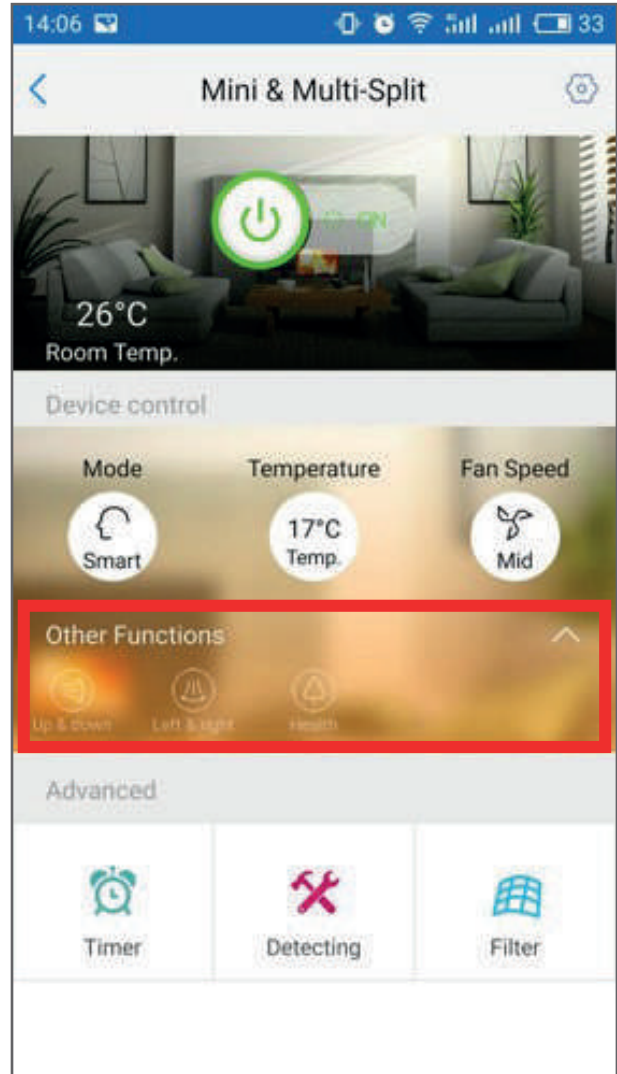 14:06 33
Mini & Multi-Split
ON
26°C
Room Temp.
Device control
Mode Temperature Fan Speed
Smart 17°C Mid
Temp.
Other Functions
Up & down Left & right Health
Advanced
Timer Detecting Filter